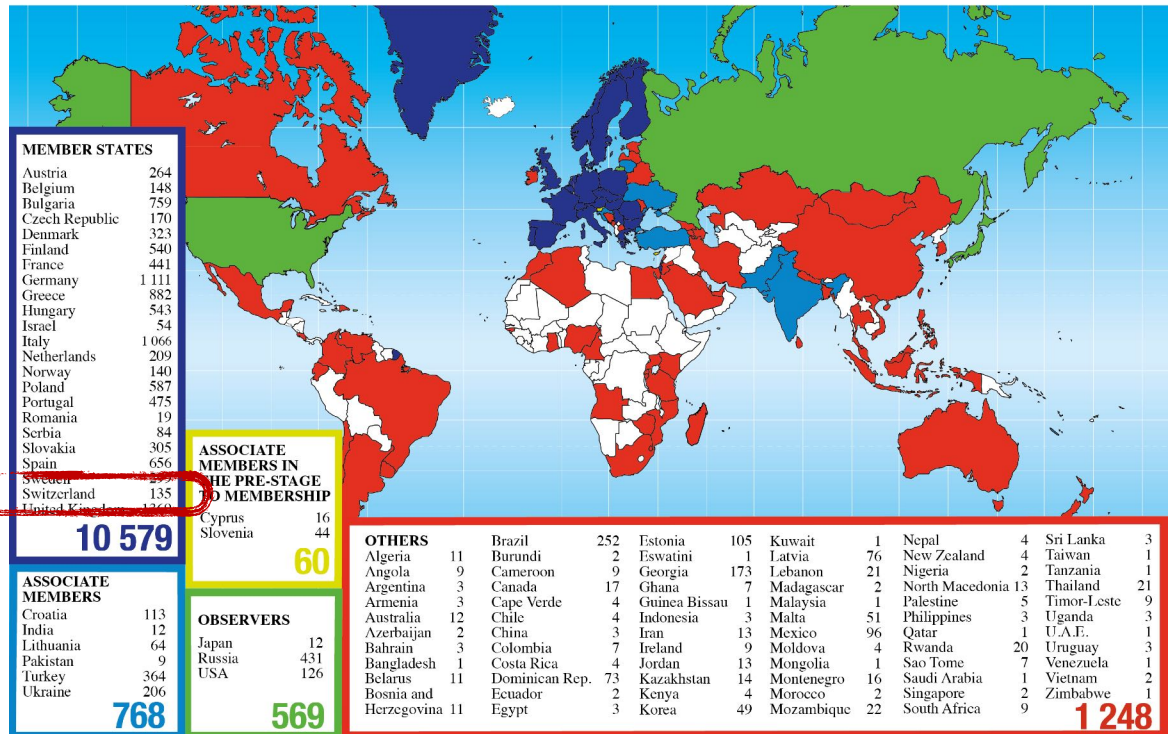 MEMBER STATES
Austria 264
Belgium 148
Bulgaria 759
Czech Republic 170
Denmark 323
Finland 540
France 441
Germany 1 111
Greece 882
Hungary 543
Israel 54
Italy 1 066
Netherlands 209
Norway 140
Poland 587
Portugal 475
Romania 19
Serbia 84
Slovakia 305
Spain 656
Sweden
Switzerland 135
United Kingdom
10 579
ASSOCIATE
MEMBERS IN
THE PRE-STAGE
TO MEMBERSHIP
Cyprus 16
Slovenia 44
60
ASSOCIATE
MEMBERS
Croatia 113
India 12
Lithuania 64
Pakistan 9
Turkey 364
Ukraine 206
768
OBSERVERS
Japan 12
Russia 431
USA 126
569
OTHERS
Algeria 11
Angola 9
Argentina 3
Armenia 3
Australia 12
Azerbaijan 2
Bahrain 3
Bangladesh 1
Belarus 11
Bosnia and
Herzegovina 11
Brazil 252
Burundi 2
Cameroon 9
Canada 17
Cape Verde 4
Chile 4
China 3
Colombia 7
Costa Rica 4
Dominican Rep. 73
Ecuador 2
Egypt 3
Estonia 105
Eswatini 1
Georgia 173
Ghana 7
Guinea Bissau 1
Indonesia 3
Iran 13
Ireland 9
Jordan 13
Kazakhstan 14
Kenya 4
Korea 49
Kuwait 1
Latvia 76
Lebanon 21
Madagascar 2
Malaysia 1
Malta 51
Mexico 96
Moldova 4
Mongolia 1
Montenegro 16
Morocco 2
Mozambique 22
Nepal 4
New Zealand 4
Nigeria 2
North Macedonia 13
Palestine 5
Philippines 3
Qatar 1
Rwanda 20
Sao Tome 7
Saudi Arabia 1
Singapore 2
South Africa 9
Sri Lanka 3
Taiwan 1
Tanzania 1
Thailand 21
Timor-Leste 9
Uganda 3
U.A.E. 1
Uruguay 3
Venezuela 1
Vietnam 2
Zimbabwe 1
1 248